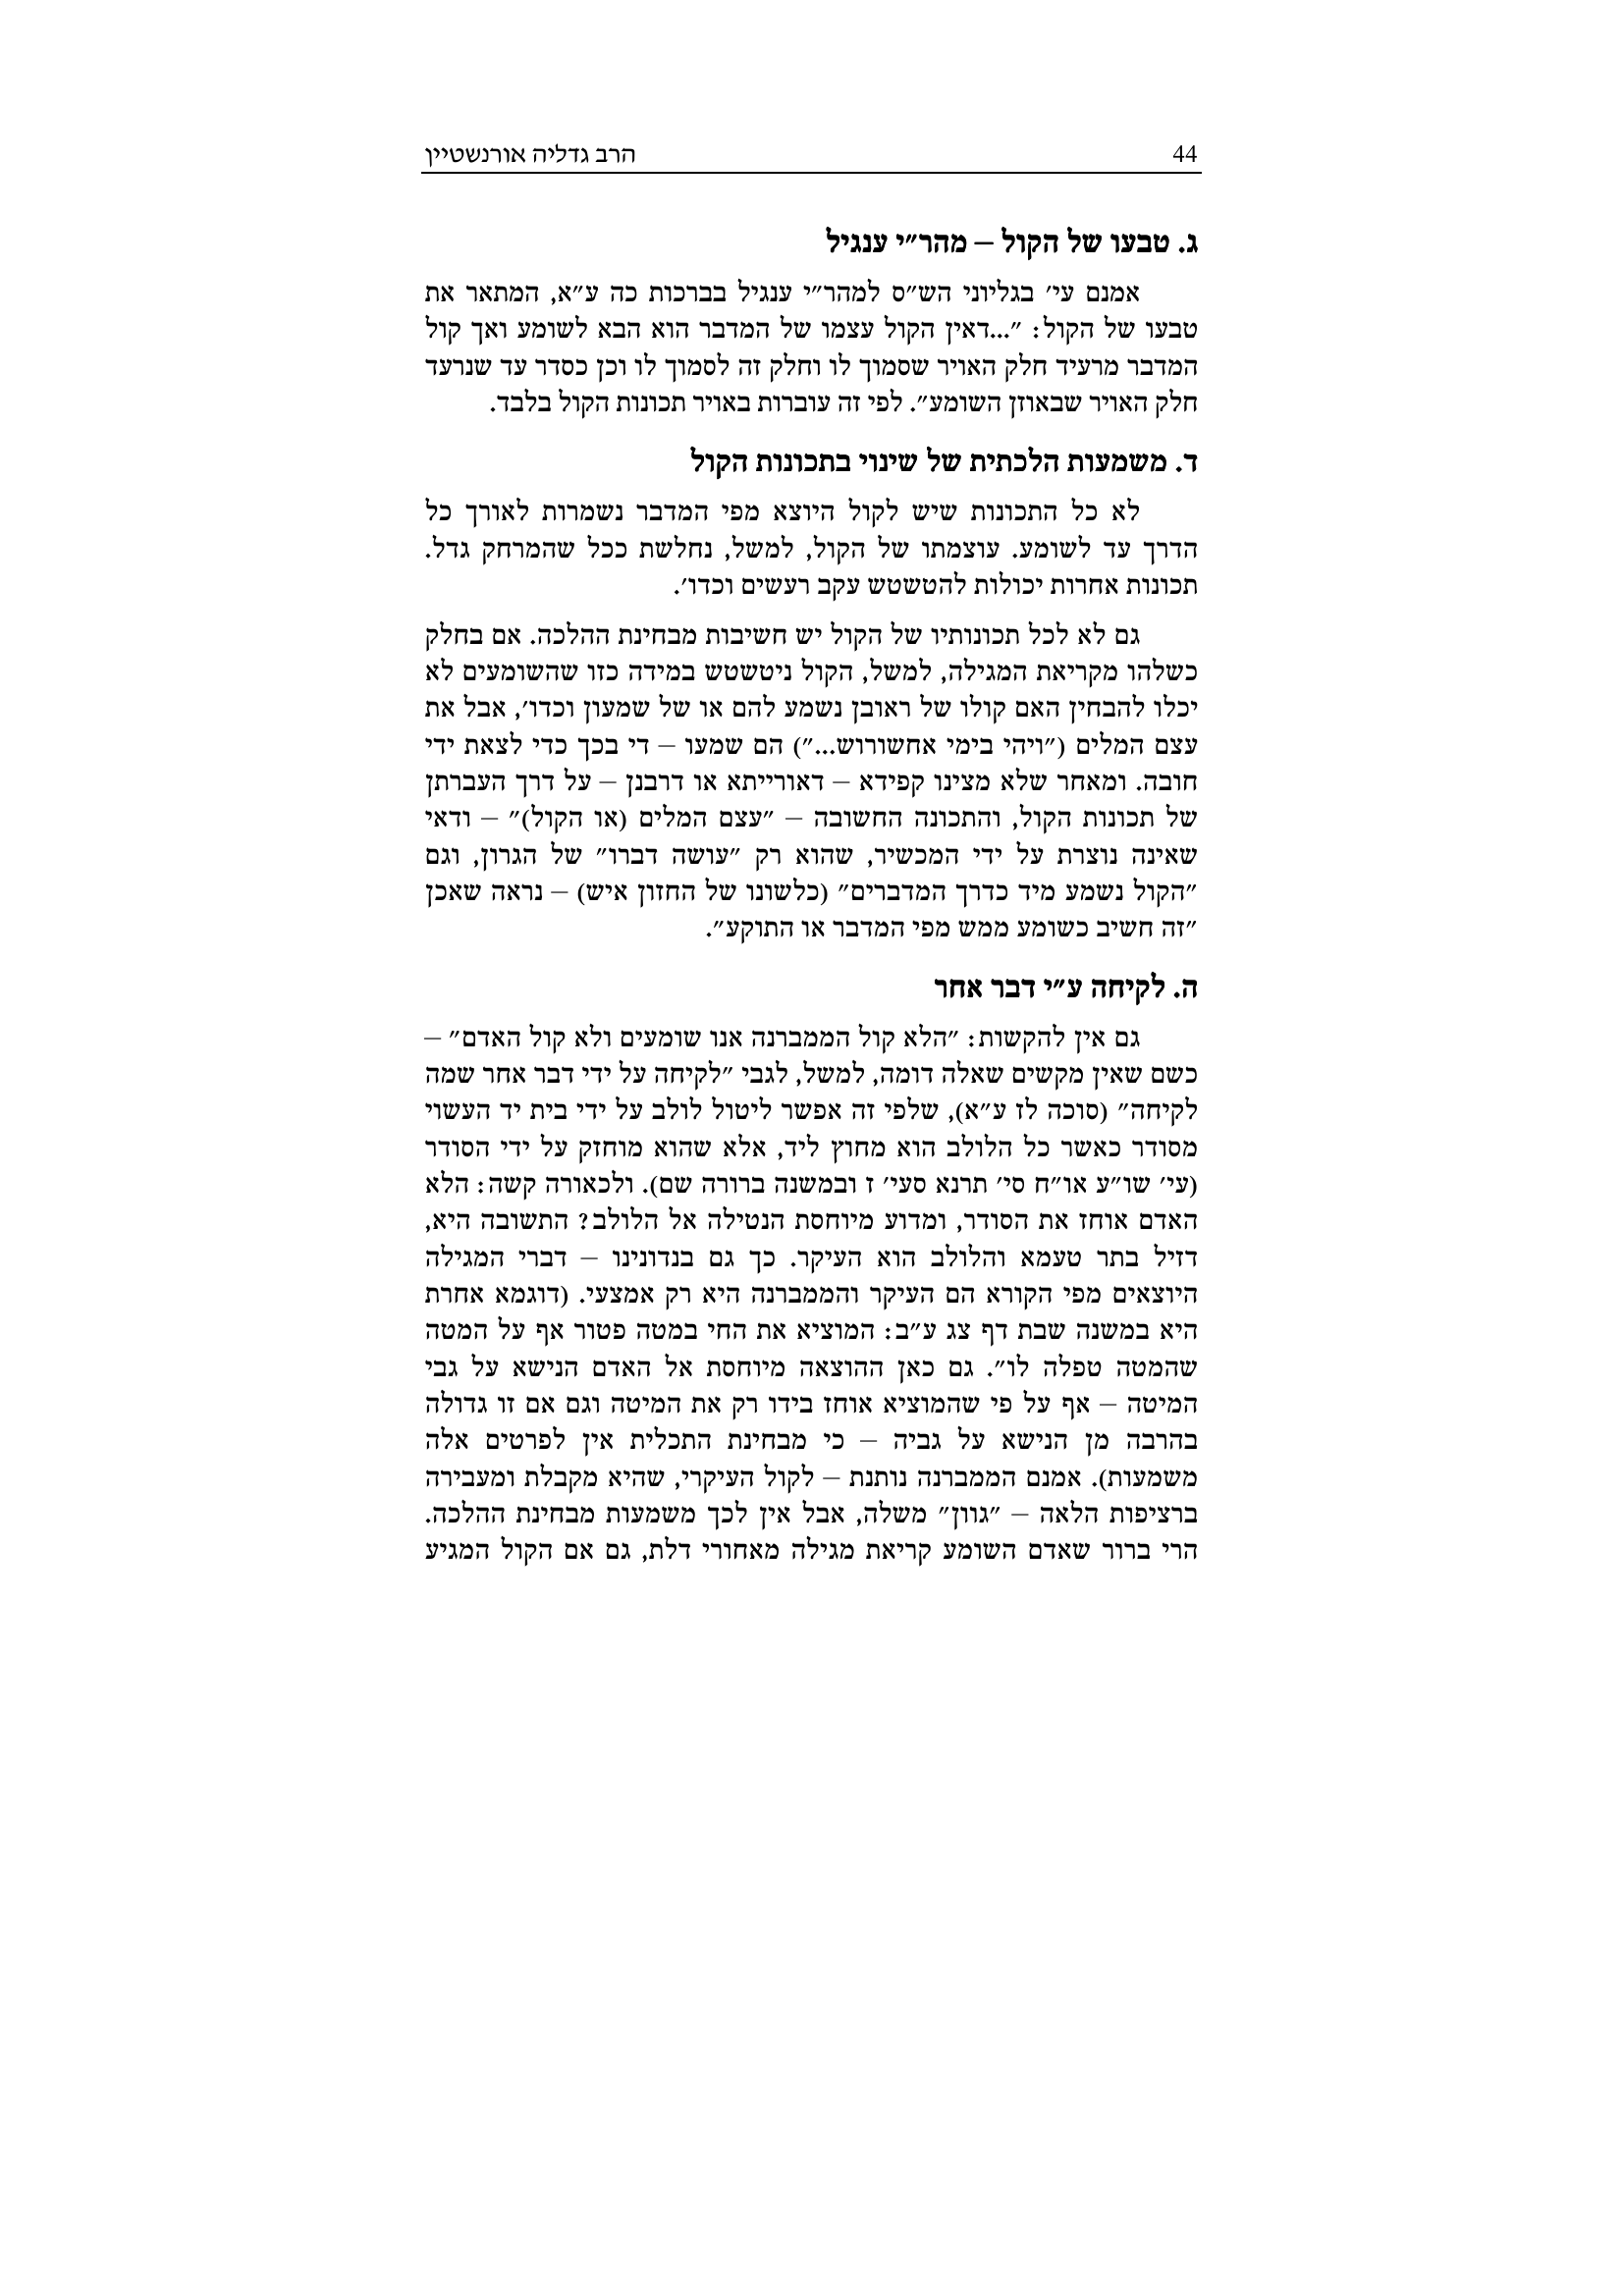 44 הרב גדליה אורנשטיין
ג. טבעו של הקול – מהר״י ענגיל
אמנם עי׳ בגליוני הש״ס למהר״י ענגיל בברכות כה ע״א, המתאר את
טבעו של הקול: ״...דאין הקול עצמו של המדבר הוא הבא לשומע ואך קול
המדבר מרעיד חלק האויר שסמוך לו וחלק זה לסמוך לו וכן כסדר עד שנרעד
חלק האויר שבאוזן השומע״. לפי זה עוברות באויר תכונות הקול בלבד.
ד. משמעות הלכתית של שינוי בתכונות הקול
לא כל התכונות שיש לקול היוצא מפי המדבר נשמרות לאורך כל
הדרך עד לשומע. עוצמתו של הקול, למשל, נחלשת ככל שהמרחק גדל.
תכונות אחרות יכולות להטשטש עקב רעשים וכדו׳.
גם לא לכל תכונותיו של הקול יש חשיבות מבחינת ההלכה. אם בחלק
כשלהו מקריאת המגילה, למשל, הקול ניטשטש במידה כזו שהשומעים לא
יכלו להבחין האם קולו של ראובן נשמע להם או של שמעון וכדו׳, אבל את
עצם המלים (״ויהי בימי אחשורוש...״) הם שמעו – די בכך כדי לצאת ידי
חובה. ומאחר שלא מצינו קפידא – דאורייתא או דרבנן – על דרך העברתן
של תכונות הקול, והתכונה החשובה – ״עצם המלים (או הקול)״ – ודאי
שאינה נוצרת על ידי המכשיר, שהוא רק ״עושה דברו״ של הגרון, וגם
״הקול נשמע מיד כדרך המדברים״ (כלשונו של החזון איש) – נראה שאכן
״זה חשיב כשומע ממש מפי המדבר או התוקע״.
ה. לקיחה ע״י דבר אחר
גם אין להקשות: ״הלא קול הממברנה אנו שומעים ולא קול האדם״ –
כשם שאין מקשים שאלה דומה, למשל, לגבי ״לקיחה על ידי דבר אחר שמה
לקיחה״ (סוכה לז ע״א), שלפי זה אפשר ליטול לולב על ידי בית יד העשוי
מסודר כאשר כל הלולב הוא מחוץ ליד, אלא שהוא מוחזק על ידי הסודר
(עי׳ שו״ע או״ח סי׳ תרנא סעי׳ ז ובמשנה ברורה שם). ולכאורה קשה: הלא
האדם אוחז את הסודר, ומדוע מיוחסת הנטילה אל הלולב? התשובה היא,
דזיל בתר טעמא והלולב הוא העיקר. כך גם בנדונינו – דברי המגילה
היוצאים מפי הקורא הם העיקר והממברנה היא רק אמצעי. (דוגמא אחרת
היא במשנה שבת דף צג ע״ב: המוציא את החי במטה פטור אף על המטה
שהמטה טפלה לו״. גם כאן ההוצאה מיוחסת אל האדם הנישא על גבי
המיטה – אף על פי שהמוציא אוחז בידו רק את המיטה וגם אם זו גדולה
בהרבה מן הנישא על גביה – כי מבחינת התכלית אין לפרטים אלה
משמעות). אמנם הממברנה נותנת – לקול העיקרי, שהיא מקבלת ומעבירה
ברציפות הלאה – ״גוון״ משלה, אבל אין לכך משמעות מבחינת ההלכה.
הרי ברור שאדם השומע קריאת מגילה מאחורי דלת, גם אם הקול המגיע